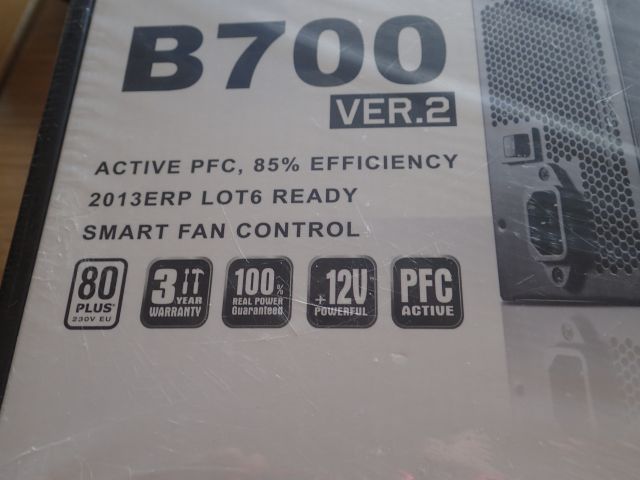 B700
VER.2
ACTIVE PFC, 85% EFFICIENCY
2013ERP LOT6 READY
SMART FAN CONTROL
80
PLUS®
230V EU
3
YEAR
WARRANTY
100%
REAL POWER
Guaranteed
+12V
POWERFUL
PFC
ACTIVE